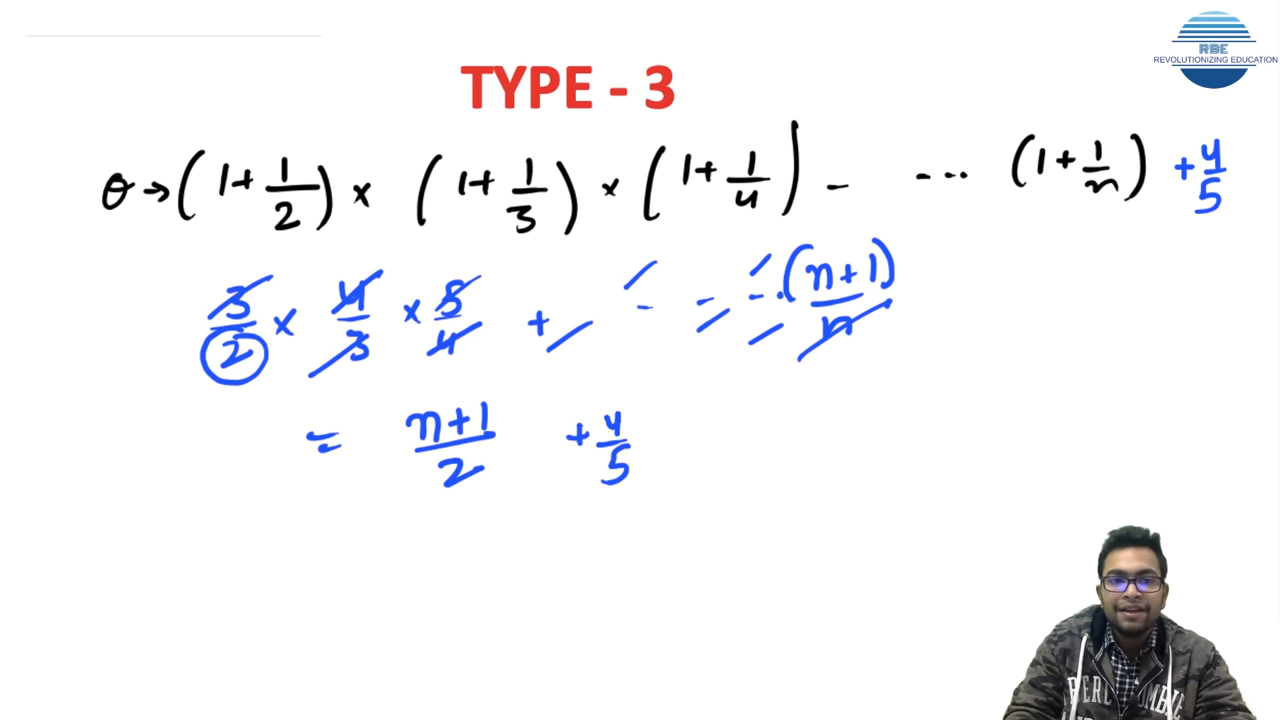 RBE
REVOLUTIONIZING EDUCATION
TYPE - 3
Q → (1+1/2) × (1+1/3) × (1+1/4) - --- (1+1/n) +4/5
3/2 × 4/3 × 5/4 + - - - . (n+1)/n
= n+1/2 +4/5